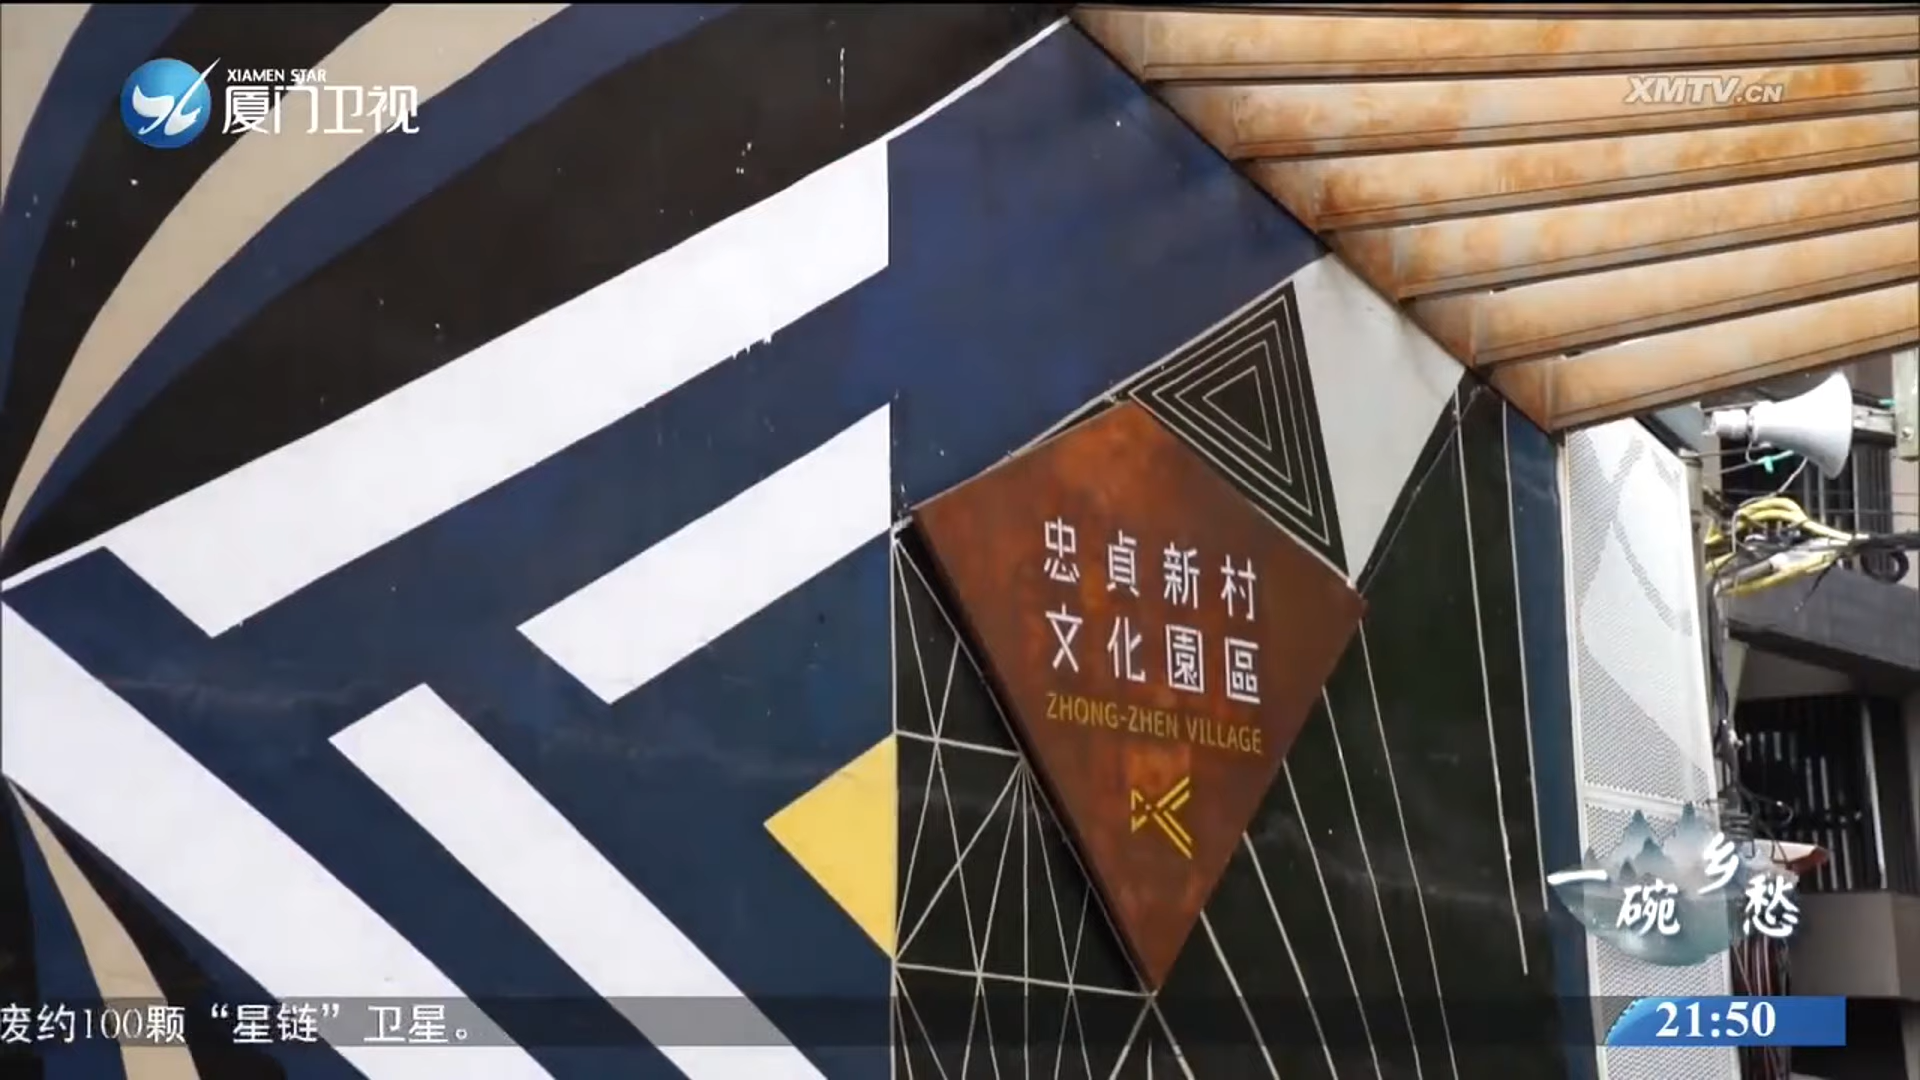 XIAMEN STAR
厦门卫视
XMTV.CN
忠貞新村
文化園區
ZHONG-ZHEN VILLAGE
一碗乡愁
废约100颗“星链”卫星。
21:50